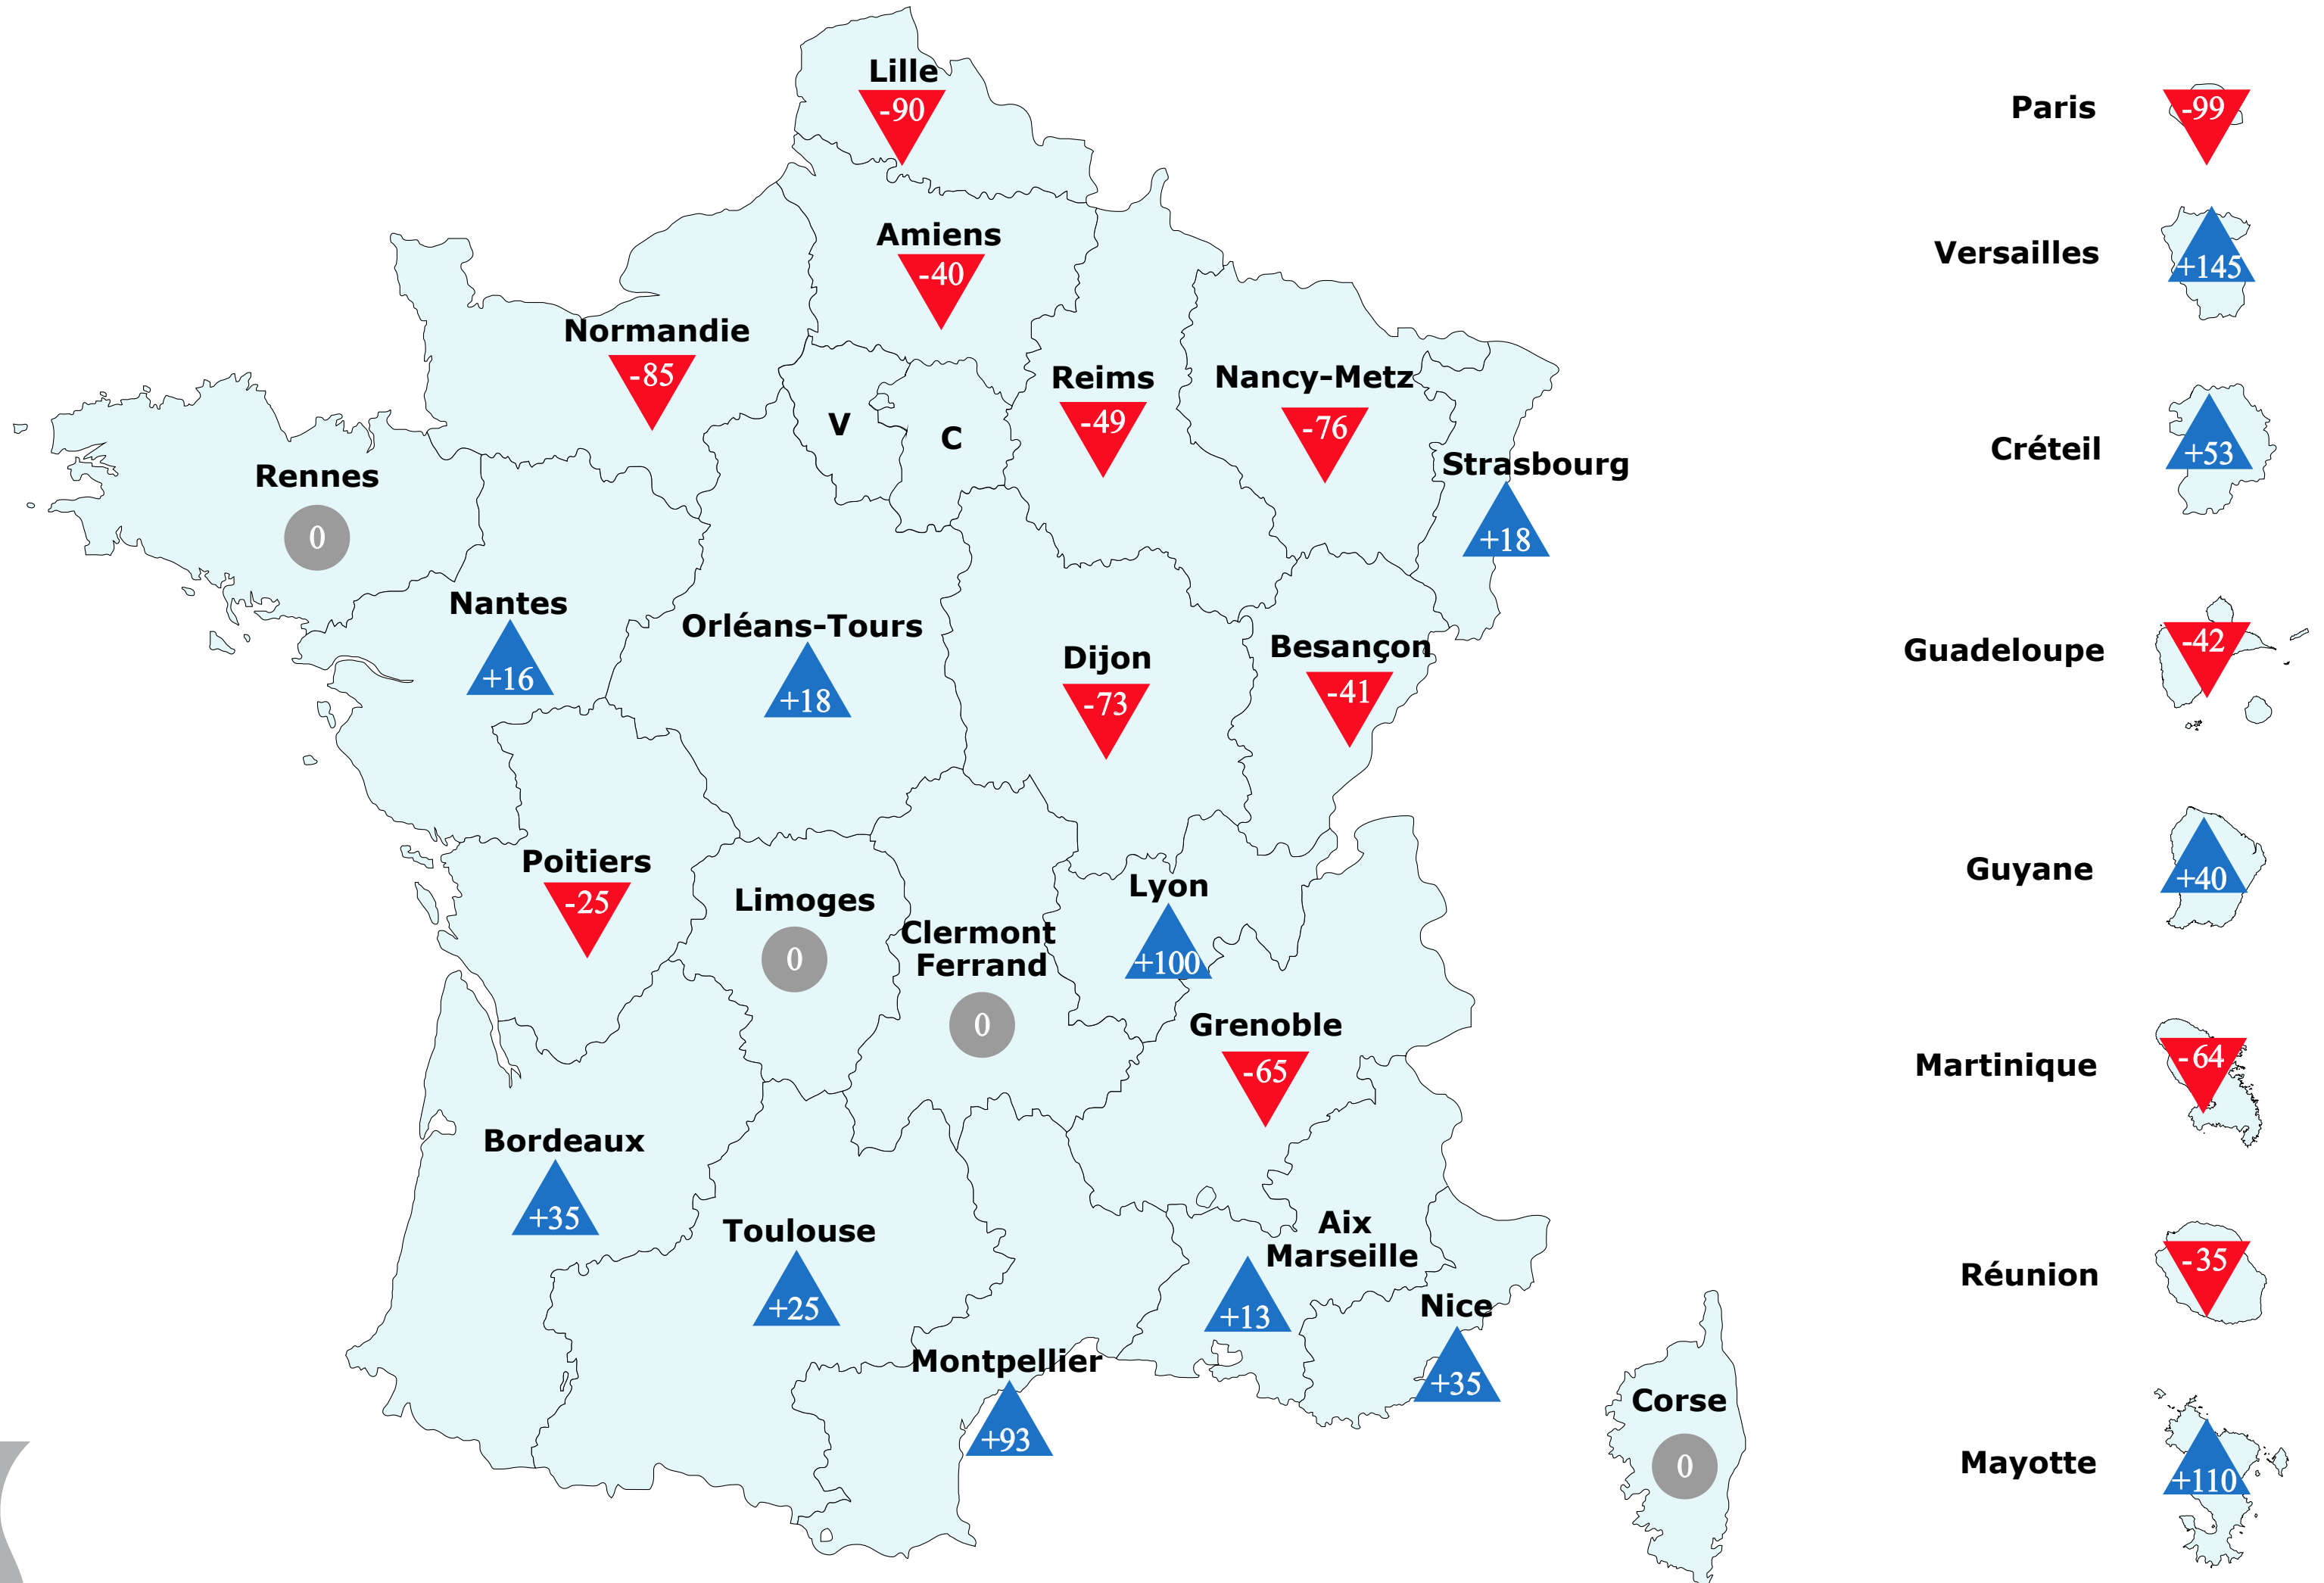 Lille
-90
Amiens
-40
Normandie
-85
V
C
Reims
-49
Nancy-Metz
-76
Strasbourg
+18
Rennes
0
Nantes
+16
Orléans-Tours
+18
Dijon
-73
Besançon
-41
Poitiers
-25
Limoges
0
Clermont
Ferrand
0
Lyon
+100
Grenoble
-65
Bordeaux
+35
Toulouse
+25
Aix
Marseille
+13
Nice
+35
Montpellier
+93
Corse
0
Paris
-99
Versailles
+145
Créteil
+53
Guadeloupe
-42
Guyane
+40
Martinique
-64
Réunion
-35
Mayotte
+110